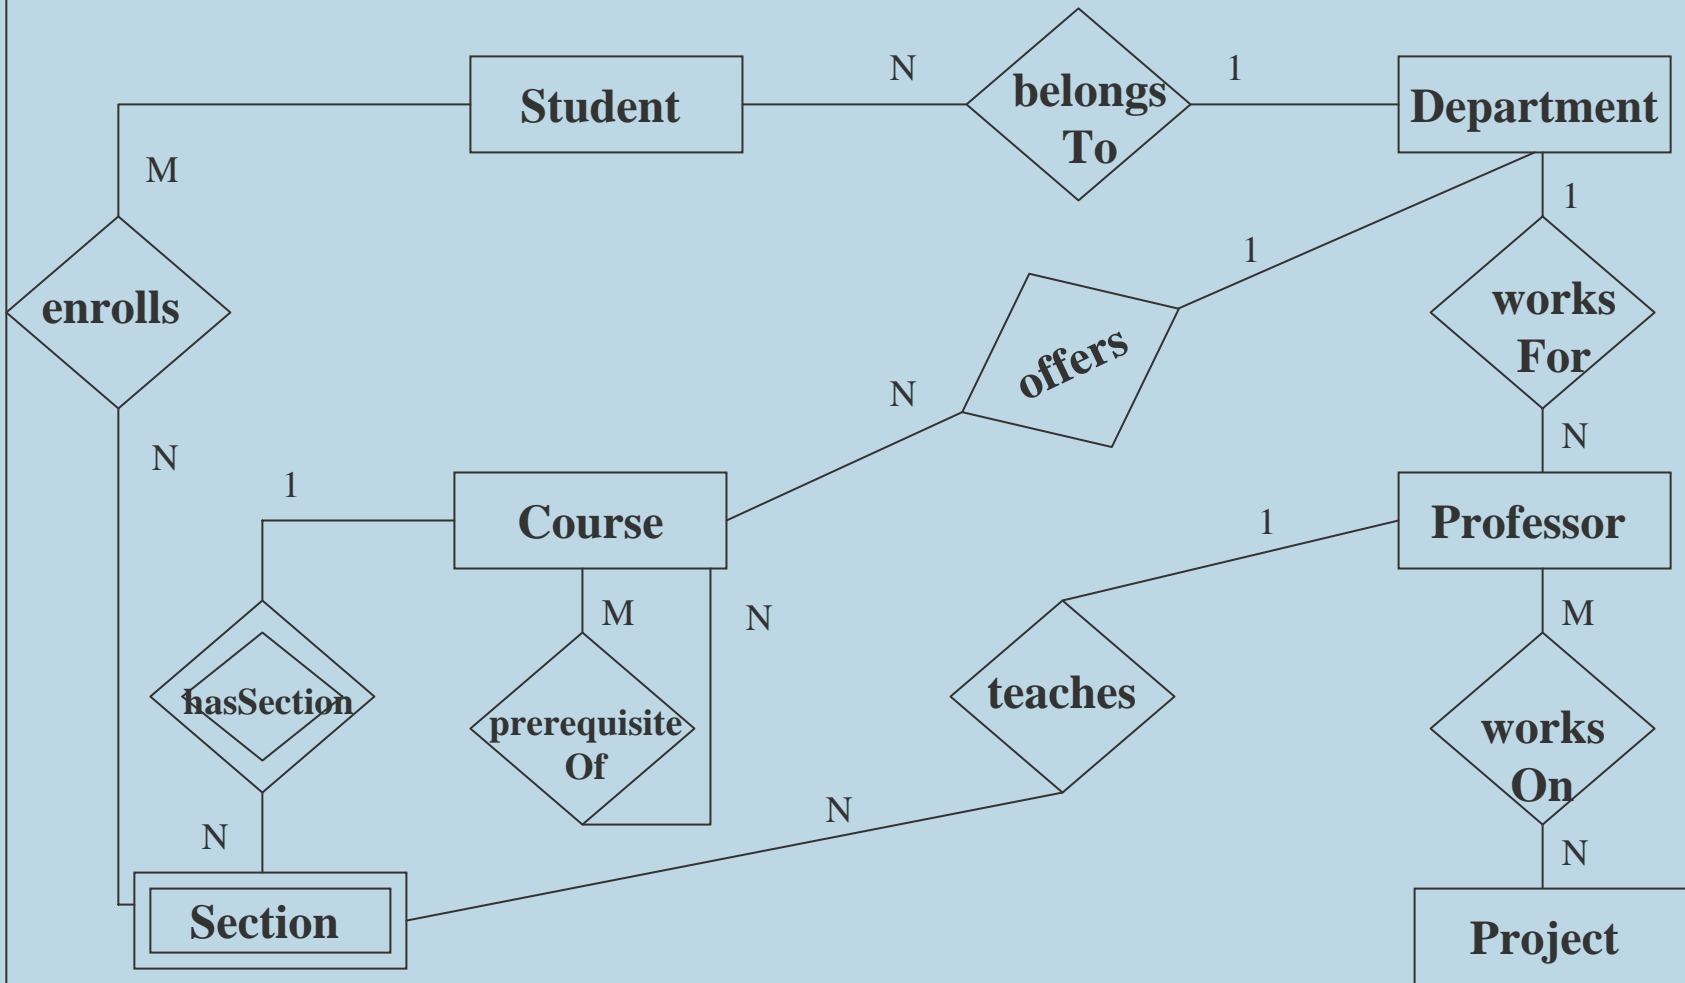 N
1
Student
belongs
To
Department
M
1
1
enrolls
offers
works
For
N
N
N
1
Course
1
Professor
M
N
M
hasSection
prerequisite
Of
teaches
works
On
N
N
N
Section
Project